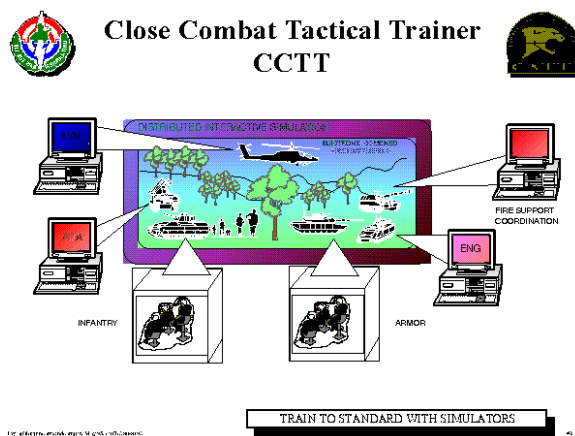 Close Combat Tactical Trainer
CCTT
DISTRIBUTED INTERACTIVE SIMULATION
AVN
FIRE SUPPORT
COORDINATION
ENG
INFANTRY
ARMOR
TRAIN TO STANDARD WITH SIMULATORS